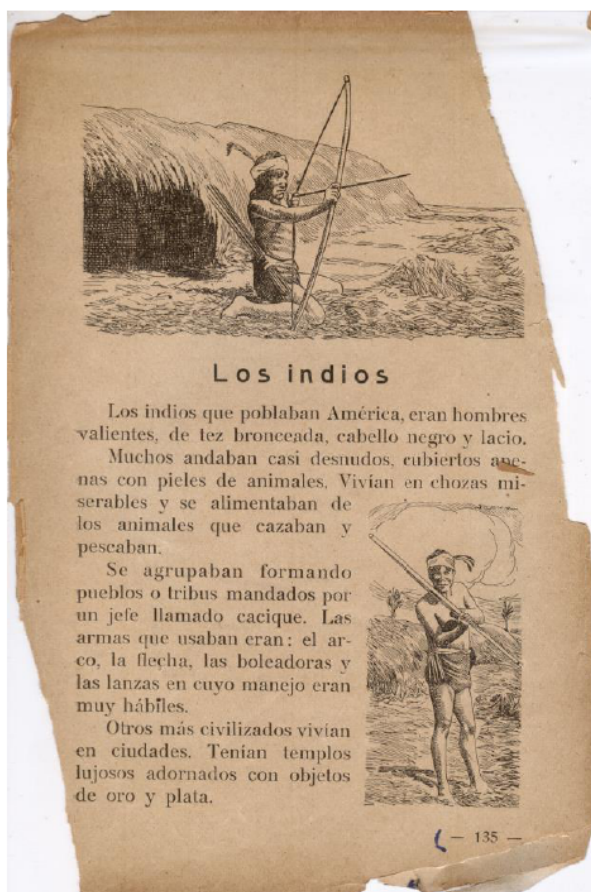 Los indios
Los indios que poblaban América, eran hombres
valientes, de tez bronceada, cabello negro y lacio.
Muchos andaban casi desnudos, cubiertos ape-
nas con pieles de animales. Vivían en chozas mi-
serables y se alimentaban de
los animales que cazaban y
pescaban.
Se agrupaban formando
pueblos o tribus mandados por
un jefe llamado cacique. Las
armas que usaban eran: el ar-
co, la flecha, las boleadoras y
las lanzas en cuyo manejo eran
muy hábiles.
Otros más civilizados vivían
en ciudades. Tenían templos
lujosos adornados con objetos
de oro y plata.
— 135 —